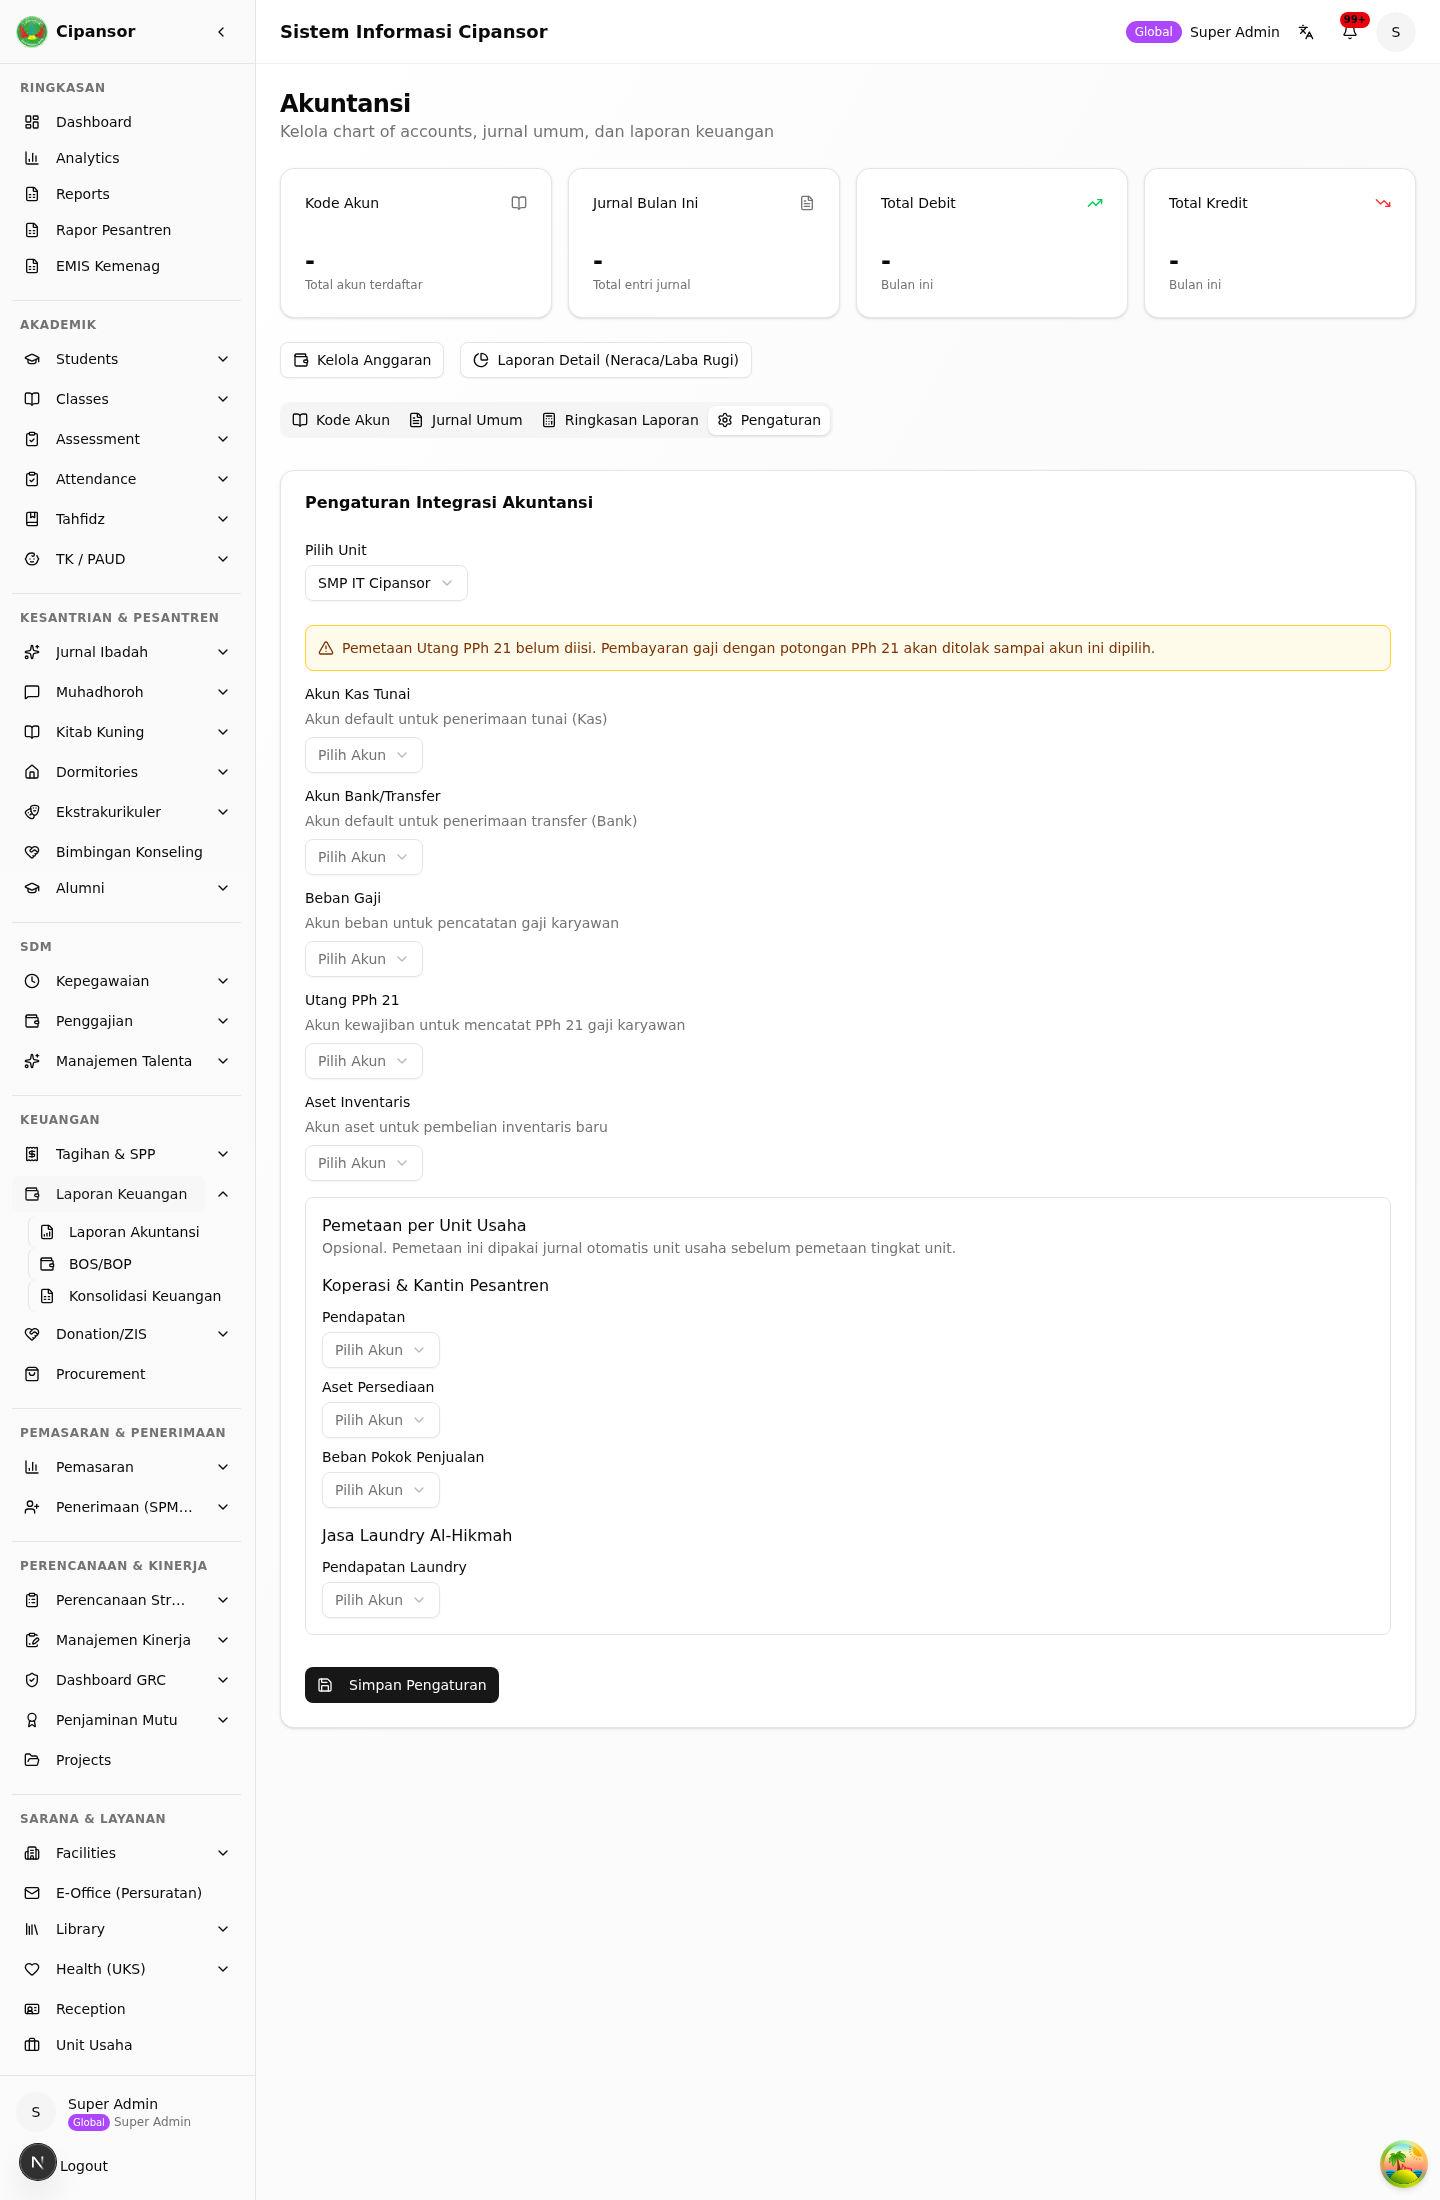 Cipansor
RINGKASAN
Dashboard
Analytics
Reports
Rapor Pesantren
EMIS Kemenag
AKADEMIK
Students
Classes
Assessment
Attendance
Tahfidz
TK / PAUD
KESANTRIAN & PESANTREN
Jurnal Ibadah
Muhadhoroh
Kitab Kuning
Dormitories
Ekstrakurikuler
Bimbingan Konseling
Alumni
SDM
Kepegawaian
Penggajian
Manajemen Talenta
KEUANGAN
Tagihan & SPP
Laporan Keuangan
Laporan Akuntansi
BOS/BOP
Konsolidasi Keuangan
Donation/ZIS
Procurement
PEMASARAN & PENERIMAAN
Pemasaran
Penerimaan (SPM...
PERENCANAAN & KINERJA
Perencanaan Str...
Manajemen Kinerja
Dashboard GRC
Penjaminan Mutu
Projects
SARANA & LAYANAN
Facilities
E-Office (Persuratan)
Library
Health (UKS)
Reception
Unit Usaha
S
Super Admin
Global Super Admin
N
Logout
Sistem Informasi Cipansor
Global Super Admin
99+
S
Akuntansi
Kelola chart of accounts, jurnal umum, dan laporan keuangan
Kode Akun
-
Total akun terdaftar
Jurnal Bulan Ini
-
Total entri jurnal
Total Debit
-
Bulan ini
Total Kredit
-
Bulan ini
Kelola Anggaran
Laporan Detail (Neraca/Laba Rugi)
Kode Akun
Jurnal Umum
Ringkasan Laporan
Pengaturan
Pengaturan Integrasi Akuntansi
Pilih Unit
SMP IT Cipansor
Pemetaan Utang PPh 21 belum diisi. Pembayaran gaji dengan potongan PPh 21 akan ditolak sampai akun ini dipilih.
Akun Kas Tunai
Akun default untuk penerimaan tunai (Kas)
Pilih Akun
Akun Bank/Transfer
Akun default untuk penerimaan transfer (Bank)
Pilih Akun
Beban Gaji
Akun beban untuk pencatatan gaji karyawan
Pilih Akun
Utang PPh 21
Akun kewajiban untuk mencatat PPh 21 gaji karyawan
Pilih Akun
Aset Inventaris
Akun aset untuk pembelian inventaris baru
Pilih Akun
Pemetaan per Unit Usaha
Opsional. Pemetaan ini dipakai jurnal otomatis unit usaha sebelum pemetaan tingkat unit.
Koperasi & Kantin Pesantren
Pendapatan
Pilih Akun
Aset Persediaan
Pilih Akun
Beban Pokok Penjualan
Pilih Akun
Jasa Laundry Al-Hikmah
Pendapatan Laundry
Pilih Akun
Simpan Pengaturan